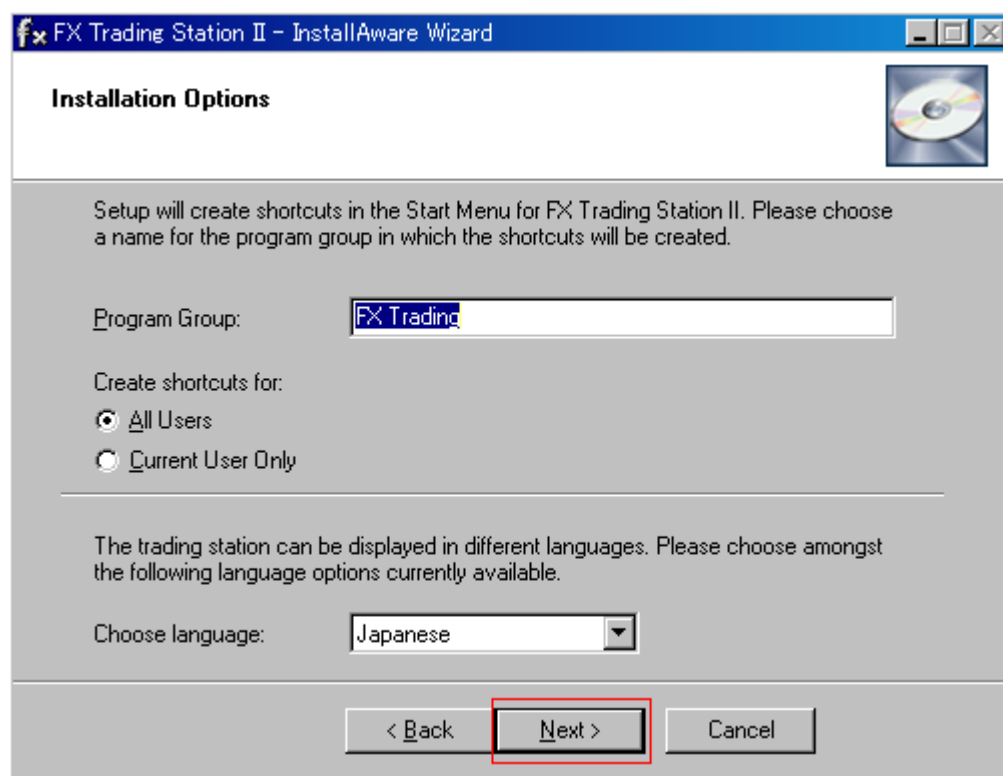 fx FX Trading Station II - InstallAware Wizard
Installation Options
Setup will create shortcuts in the Start Menu for FX Trading Station II. Please choose
a name for the program group in which the shortcuts will be created.
Program Group: FX Trading
Create shortcuts for:
All Users
Current User Only
The trading station can be displayed in different languages. Please choose amongst
the following language options currently available.
Choose language: Japanese
< Back Next > Cancel